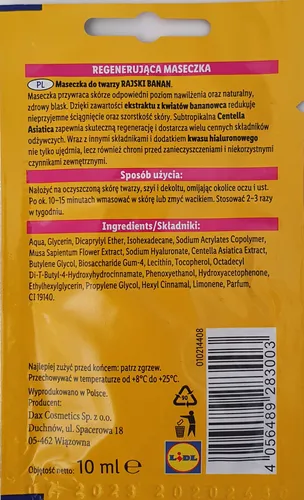 REGENERUJĄCA MASECZKA
PL Maseczka do twarzy RAJSKI BANAN.
Maseczka przywraca skórze odpowiedni poziom nawilżenia oraz naturalny,
zdrowy blask. Dzięki zawartości ekstraktu z kwiatów bananowca redukuje
nieprzyjemne ściągnięcie oraz szorstkość skóry. Subtropikalna Centella
Asiatica zapewnia skuteczną regenerację i dostarcza wielu cennych składników
odżywczych. Wraz z innymi składnikami i dodatkiem kwasu hialuronowego
nie tylko ujędrnia, lecz również chroni przed zanieczyszczeniami i niekorzystnymi
czynnikami zewnętrznymi.
Sposób użycia:
Nałożyć na oczyszczoną skórę twarzy, szyi i dekoltu, omijając okolice oczu i ust.
Po ok. 10–15 minutach wmasować w skórę lub zmyć wacikiem. Stosować 2–3 razy
w tygodniu.
Ingredients/Składniki:
Aqua, Glycerin, Dicaprylyl Ether, Isohexadecane, Sodium Acrylates Copolymer,
Musa Sapientum Flower Extract, Sodium Hyaluronate, Centella Asiatica Extract,
Butylene Glycol, Biosaccharide Gum-4, Lecithin, Tocopherol, Octadecyl
Di-T-Butyl-4-Hydroxyhydrocinnamate, Phenoxyethanol, Hydroxyacetophenone,
Ethylhexylglycerin, Propylene Glycol, Hexyl Cinnamal, Limonene, Parfum,
CI 19140.
Najlepiej zużyć przed końcem: patrz zgrzew.
Przechowywać w temperaturze od +8°C do +25°C.
Wyprodukowano w Polsce.
Producent:
Dax Cosmetics Sp. z o.o.
Duchnów, ul. Spacerowa 18
05-462 Wiązowna
Objętość netto: 10 ml ℮
010214408
90
4 056489 283003
LIDL